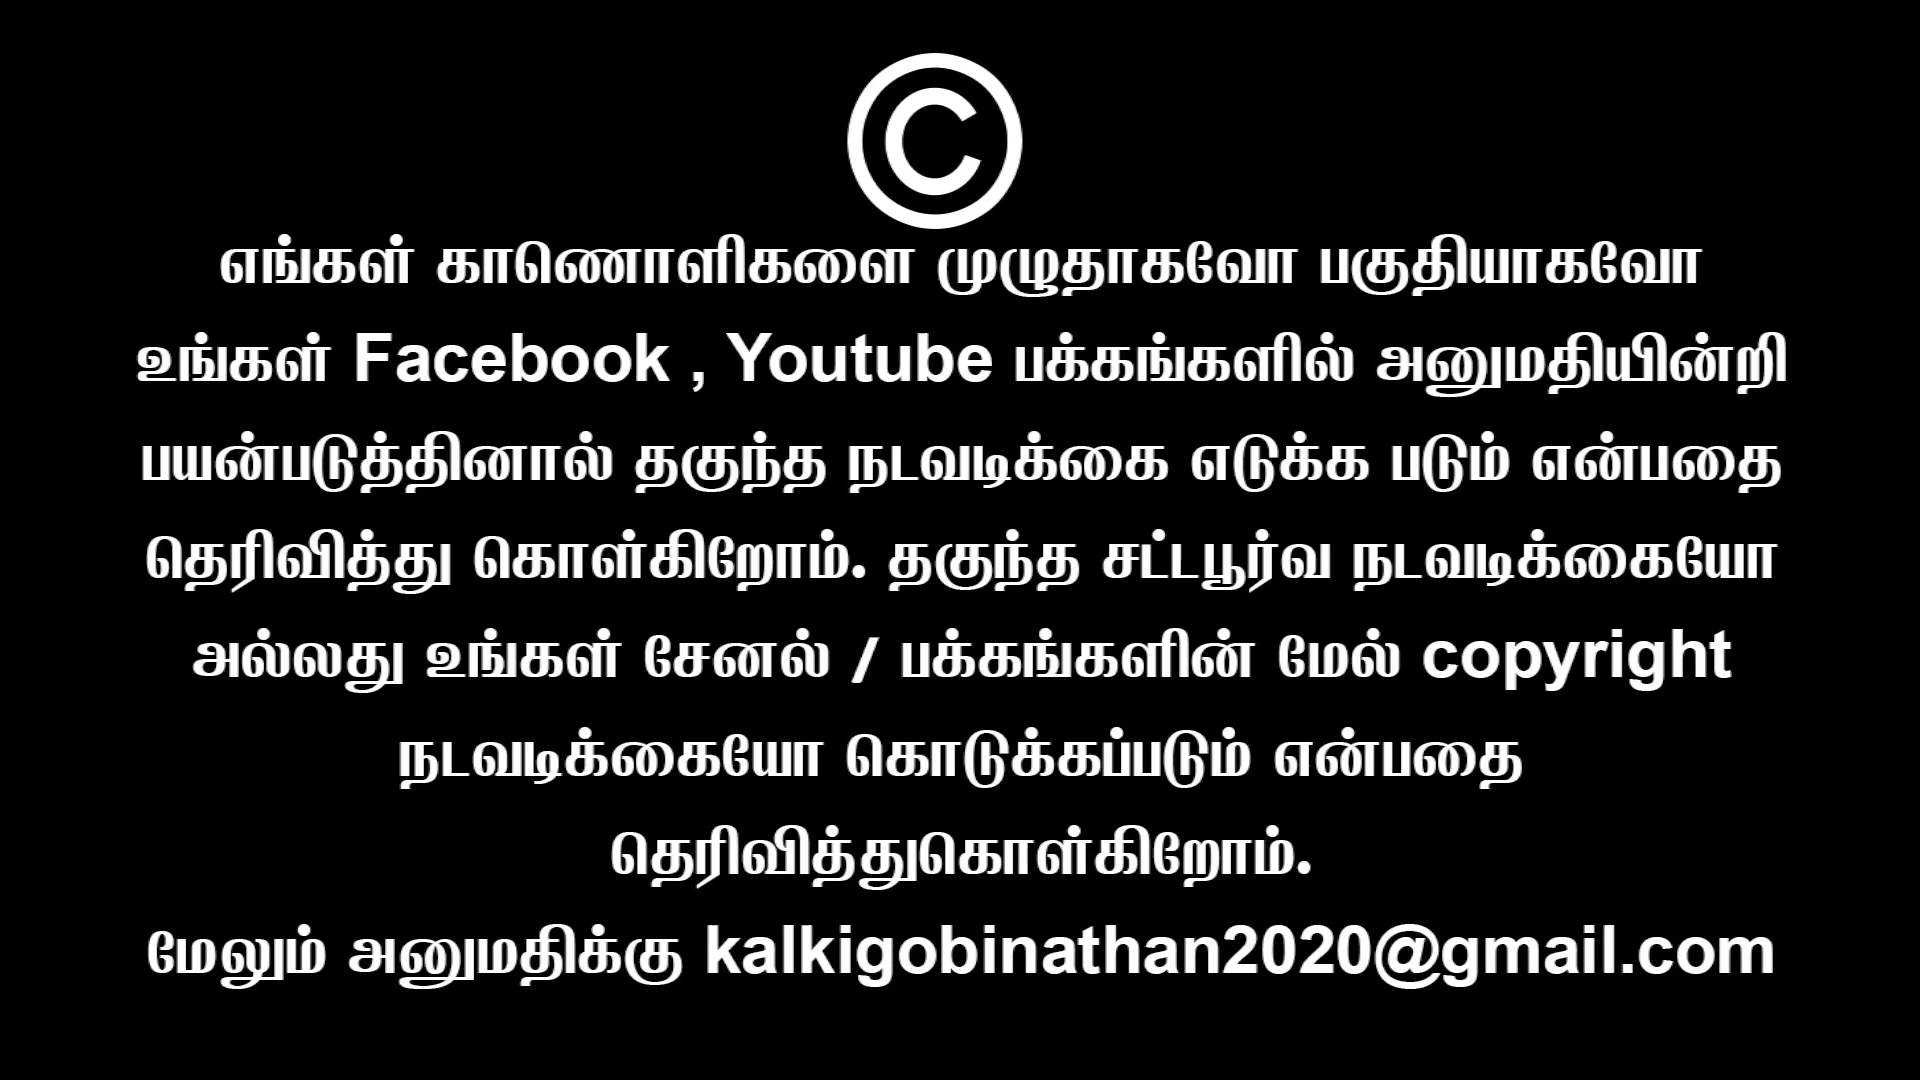 ©
எங்கள் காணொளிகளை முழுதாகவோ பகுதியாகவோ
உங்கள் Facebook , Youtube பக்கங்களில் அனுமதியின்றி
பயன்படுத்தினால் தகுந்த நடவடிக்கை எடுக்க படும் என்பதை
தெரிவித்து கொள்கிறோம். தகுந்த சட்டபூர்வ நடவடிக்கையோ
அல்லது உங்கள் சேனல் / பக்கங்களின் மேல் copyright
நடவடிக்கையோ கொடுக்கப்படும் என்பதை
தெரிவித்துகொள்கிறோம்.
மேலும் அனுமதிக்கு kalkigobinathan2020@gmail.com